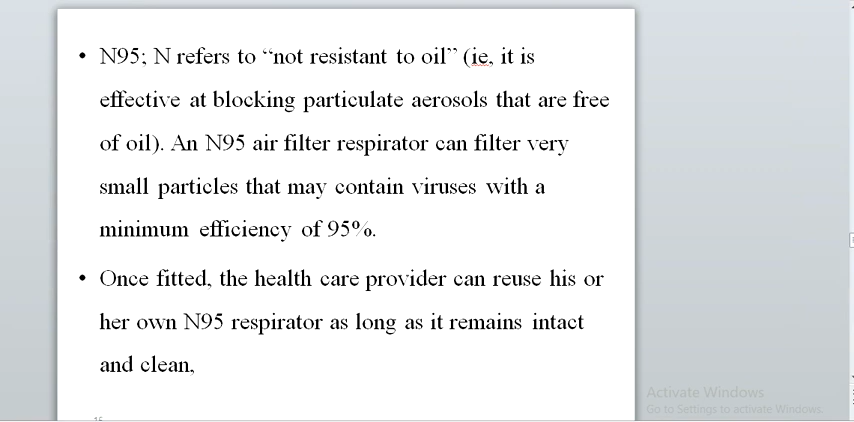 • N95; N refers to “not resistant to oil” (ie, it is
effective at blocking particulate aerosols that are free
of oil). An N95 air filter respirator can filter very
small particles that may contain viruses with a
minimum efficiency of 95%.
• Once fitted, the health care provider can reuse his or
her own N95 respirator as long as it remains intact
and clean,
Activate Windows
Go to Settings to activate Windows.